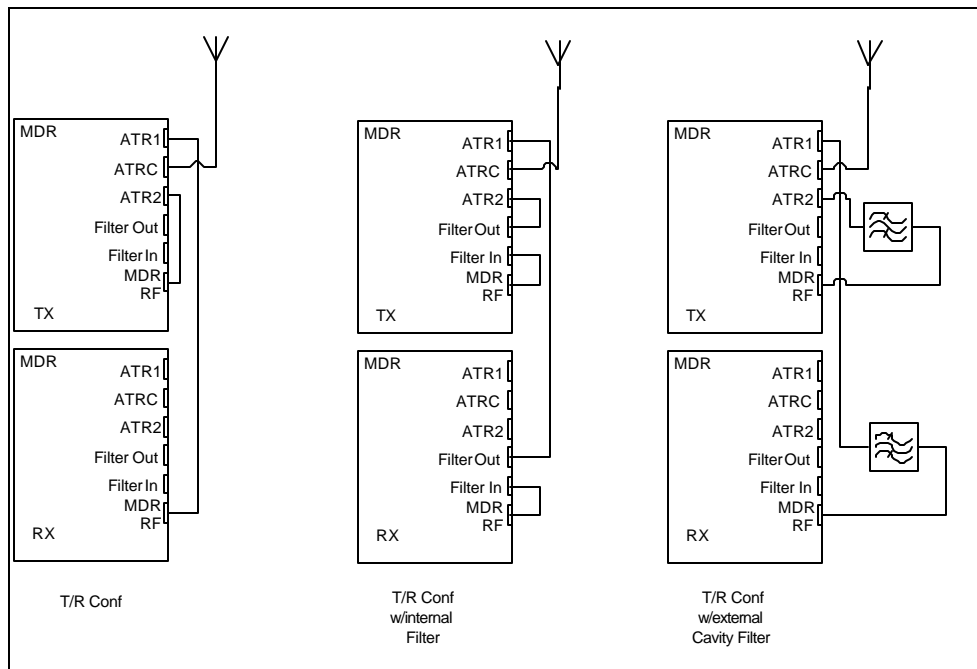 MDR
ATR1
ATRC
ATR2
Filter Out
Filter In
MDR
RF
TX
MDR
ATR1
ATRC
ATR2
Filter Out
Filter In
MDR
RF
RX
T/R Conf
MDR
ATR1
ATRC
ATR2
Filter Out
Filter In
MDR
RF
TX
MDR
ATR1
ATRC
ATR2
Filter Out
Filter In
MDR
RF
RX
T/R Conf
w/internal
Filter
MDR
ATR1
ATRC
ATR2
Filter Out
Filter In
MDR
RF
TX
MDR
ATR1
ATRC
ATR2
Filter Out
Filter In
MDR
RF
RX
T/R Conf
w/external
Cavity Filter